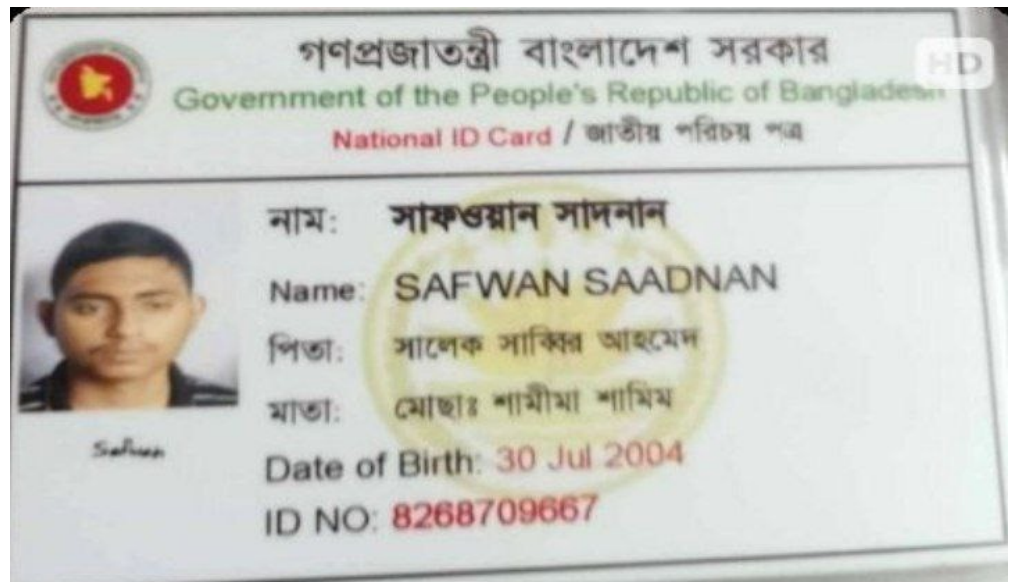 গণপ্রজাতন্ত্রী বাংলাদেশ সরকার
HD
Government of the People's Republic of Bangladesh
National ID Card / জাতীয় পরিচয় পত্র
নাম: সাফওয়ান সাদনান
Name: SAFWAN SAADNAN
পিতা: সালেক সাব্বির আহমেদ
মাতা: মোছাঃ শামীমা শামিম
Safwan
Date of Birth: 30 Jul 2004
ID NO: 8268709667